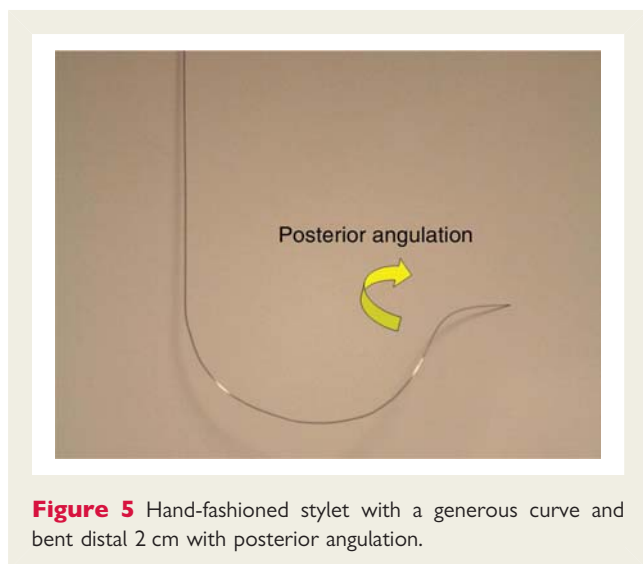 Posterior angulation
Figure 5 Hand-fashioned stylet with a generous curve and
bent distal 2 cm with posterior angulation.